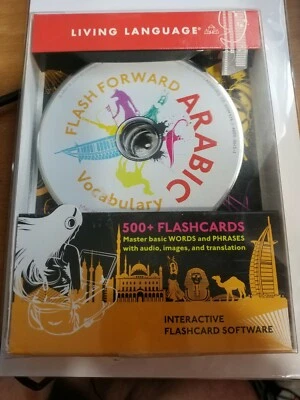 LIVING LANGUAGE®
FLASH FORWARD
ARABIC
Vocabulary
500+ FLASHCARDS
Master basic WORDS and PHRASES
with audio, images, and translation
INTERACTIVE
FLASHCARD SOFTWARE